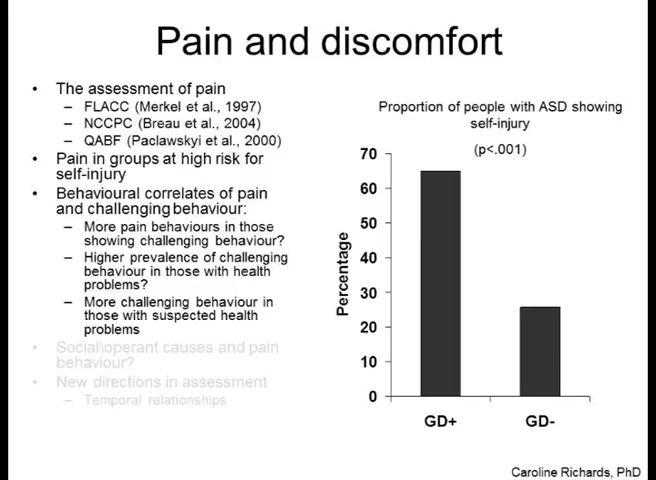 Pain and discomfort
• The assessment of pain
– FLACC (Merkel et al., 1997)
– NCCPC (Breau et al., 2004)
– QABF (Paclawskyi et al., 2000)
• Pain in groups at high risk for
self-injury
• Behavioural correlates of pain
and challenging behaviour:
– More pain behaviours in those
showing challenging behaviour?
– Higher prevalence of challenging
behaviour in those with health
problems?
– More challenging behaviour in
those with suspected health
problems
• Social\operant causes and pain
behaviour?
• New directions in assessment
– Temporal relationships
Proportion of people with ASD showing
self-injury
(p<.001)
Percentage
70
60
50
40
30
20
10
0
GD+ GD-
Caroline Richards, PhD